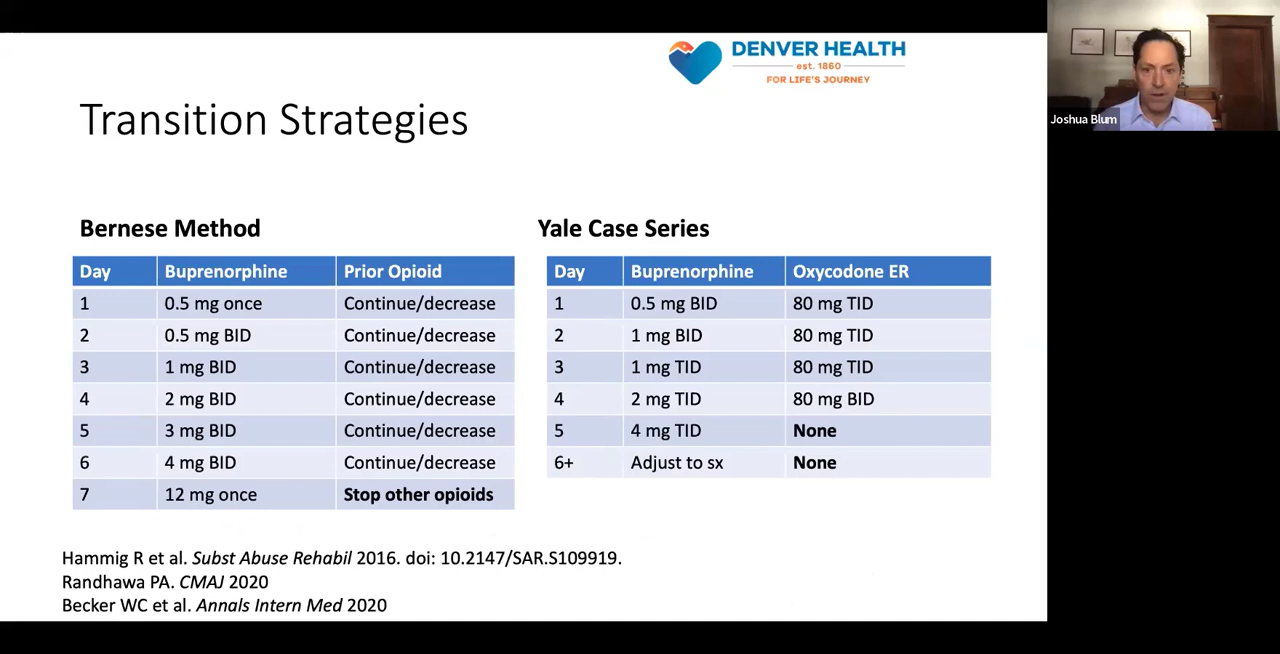 DENVER HEALTH
est. 1860
FOR LIFE'S JOURNEY
Joshua Blum
Transition Strategies
Bernese Method
Day Buprenorphine Prior Opioid
1 0.5 mg once Continue/decrease
2 0.5 mg BID Continue/decrease
3 1 mg BID Continue/decrease
4 2 mg BID Continue/decrease
5 3 mg BID Continue/decrease
6 4 mg BID Continue/decrease
7 12 mg once Stop other opioids
Yale Case Series
Day Buprenorphine Oxycodone ER
1 0.5 mg BID 80 mg TID
2 1 mg BID 80 mg TID
3 1 mg TID 80 mg TID
4 2 mg TID 80 mg BID
5 4 mg TID None
6+ Adjust to sx None
Hammig R et al. Subst Abuse Rehabil 2016. doi: 10.2147/SAR.S109919.
Randhawa PA. CMAJ 2020
Becker WC et al. Annals Intern Med 2020